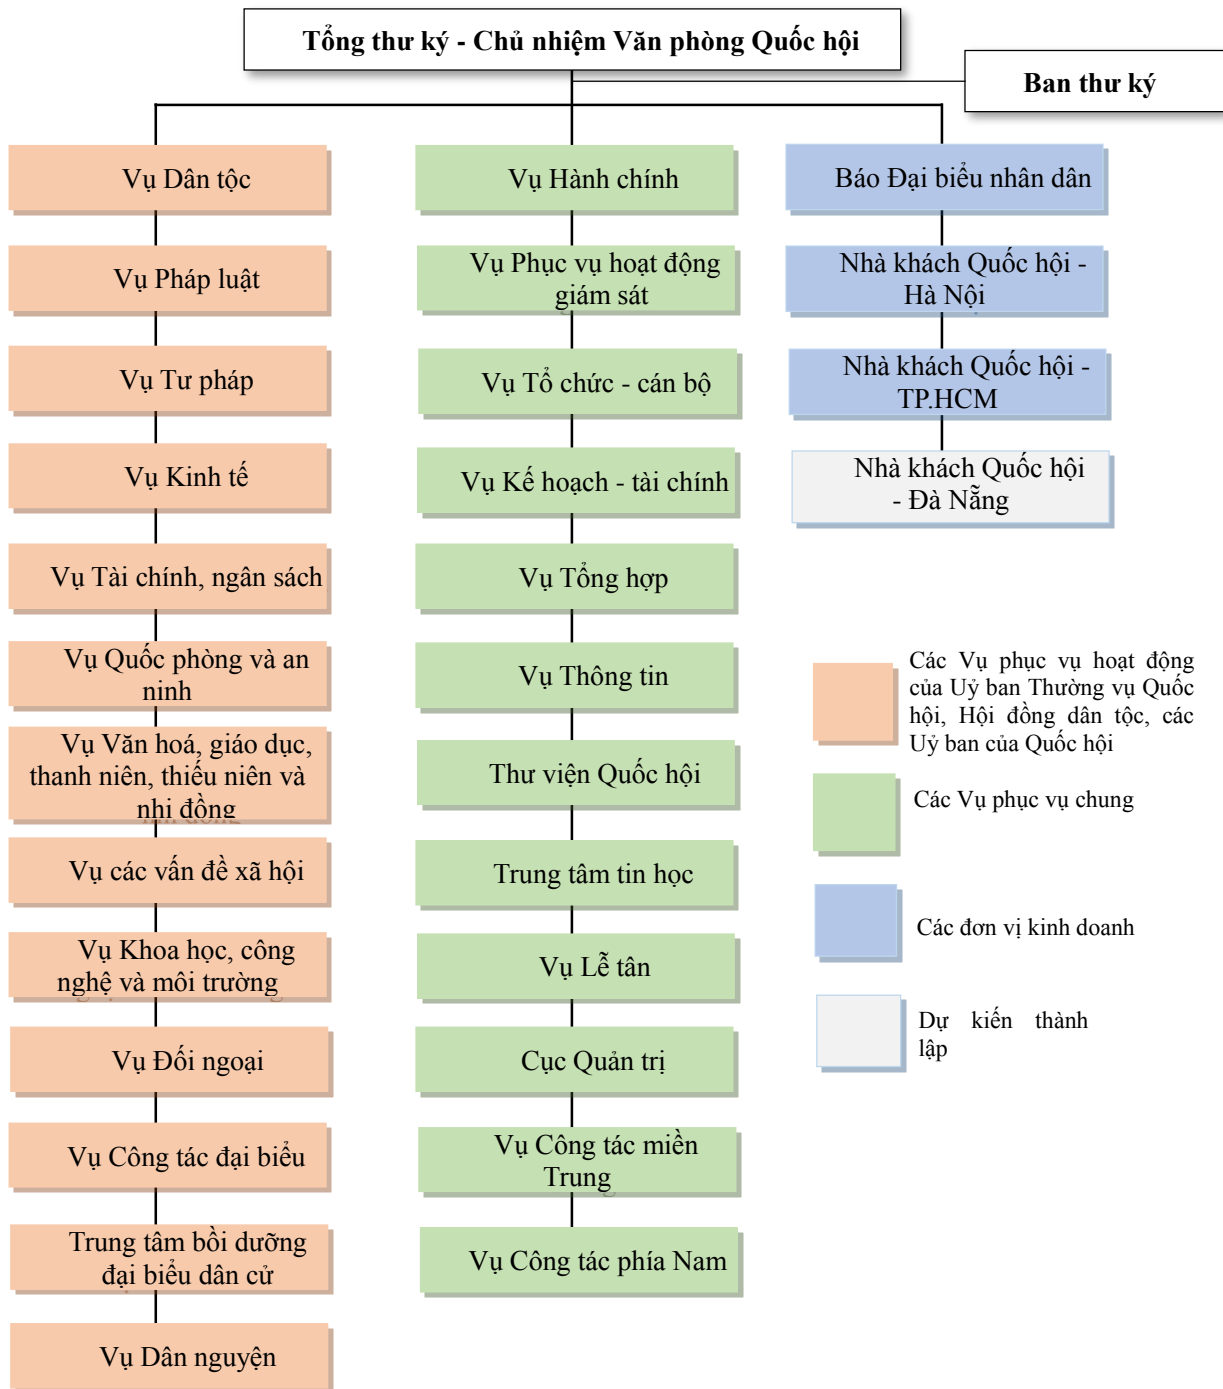 Tổng thư ký - Chủ nhiệm Văn phòng Quốc hội
Ban thư ký
Vụ Dân tộc
Vụ Pháp luật
Vụ Tư pháp
Vụ Kinh tế
Vụ Tài chính, ngân sách
Vụ Quốc phòng và an
ninh
Vụ Văn hoá, giáo dục,
thanh niên, thiếu niên và
nhi đồng
Vụ các vấn đề xã hội
Vụ Khoa học, công
nghệ và môi trường
Vụ Đối ngoại
Vụ Công tác đại biểu
Trung tâm bồi dưỡng
đại biểu dân cử
Vụ Dân nguyện
Vụ Hành chính
Vụ Phục vụ hoạt động
giám sát
Vụ Tổ chức - cán bộ
Vụ Kế hoạch - tài chính
Vụ Tổng hợp
Vụ Thông tin
Thư viện Quốc hội
Trung tâm tin học
Vụ Lễ tân
Cục Quản trị
Vụ Công tác miền
Trung
Vụ Công tác phía Nam
Báo Đại biểu nhân dân
Nhà khách Quốc hội -
Hà Nội
Nhà khách Quốc hội -
TP.HCM
Nhà khách Quốc hội
- Đà Nẵng
Các Vụ phục vụ hoạt động
của Uỷ ban Thường vụ Quốc
hội, Hội đồng dân tộc, các
Uỷ ban của Quốc hội
Các Vụ phục vụ chung
Các đơn vị kinh doanh
Dự kiến thành
lập